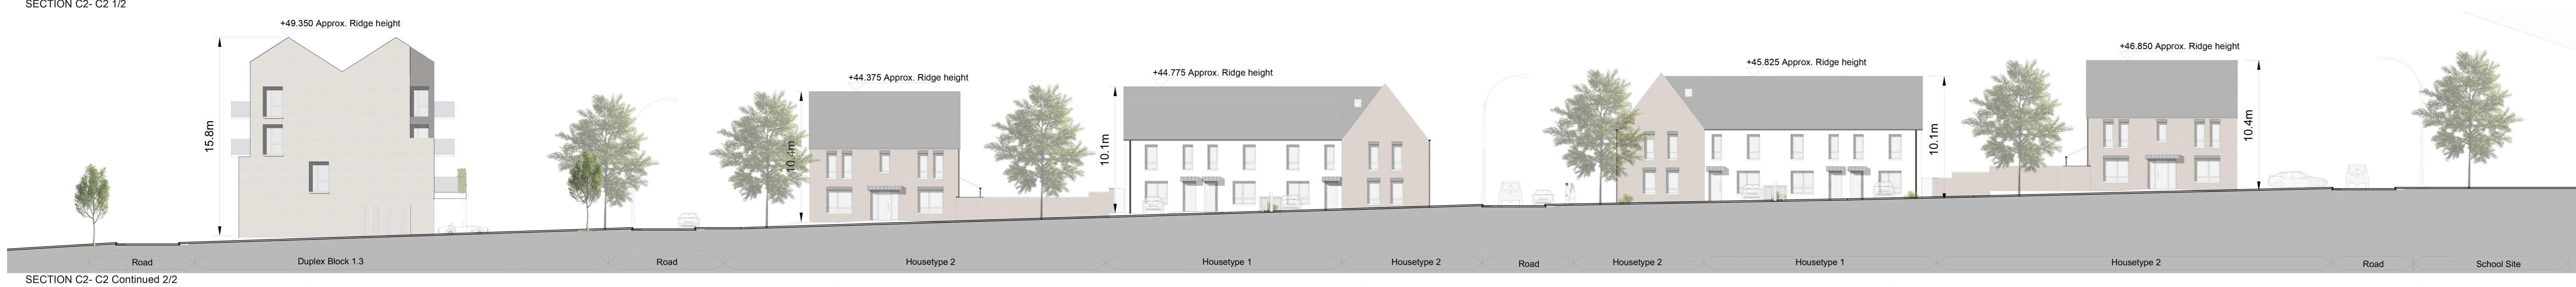 SECTION C2- C2 1/2
+49.350 Approx. Ridge height
15.8m
+44.375 Approx. Ridge height
10.4m
+44.775 Approx. Ridge height
10.1m
+45.825 Approx. Ridge height
10.1m
+46.850 Approx. Ridge height
10.4m
Road
Duplex Block 1.3
Road
Housetype 2
Housetype 1
Housetype 2
Road
Housetype 2
Housetype 1
Housetype 2
Road
School Site
SECTION C2- C2 Continued 2/2